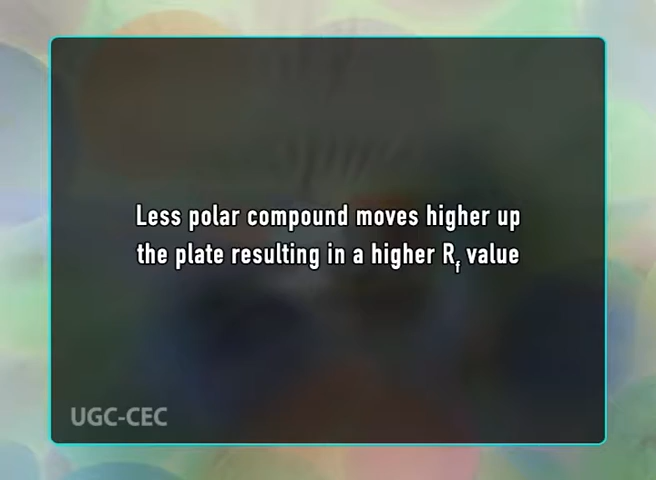 Less polar compound moves higher up
the plate resulting in a higher Rf value
UGC-CEC